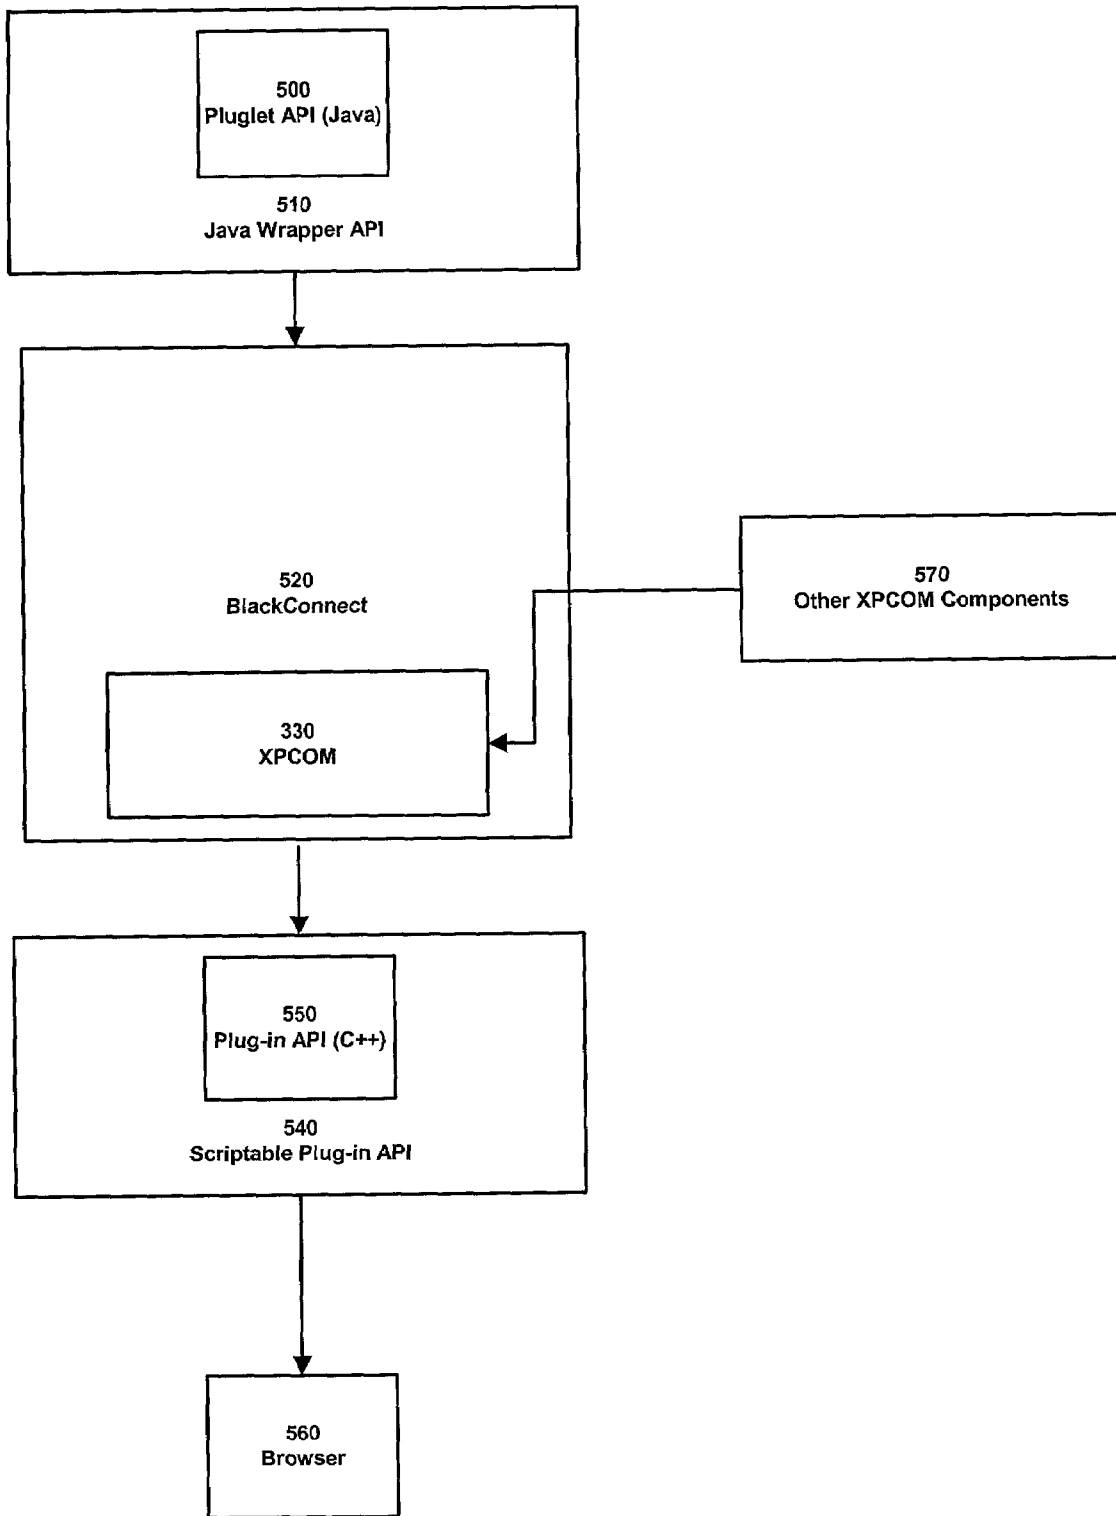 500
Pluglet API (Java)
510
Java Wrapper API
520
BlackConnect
570
Other XPCOM Components
330
XPCOM
550
Plug-in API (C++)
540
Scriptable Plug-in API
560
Browser